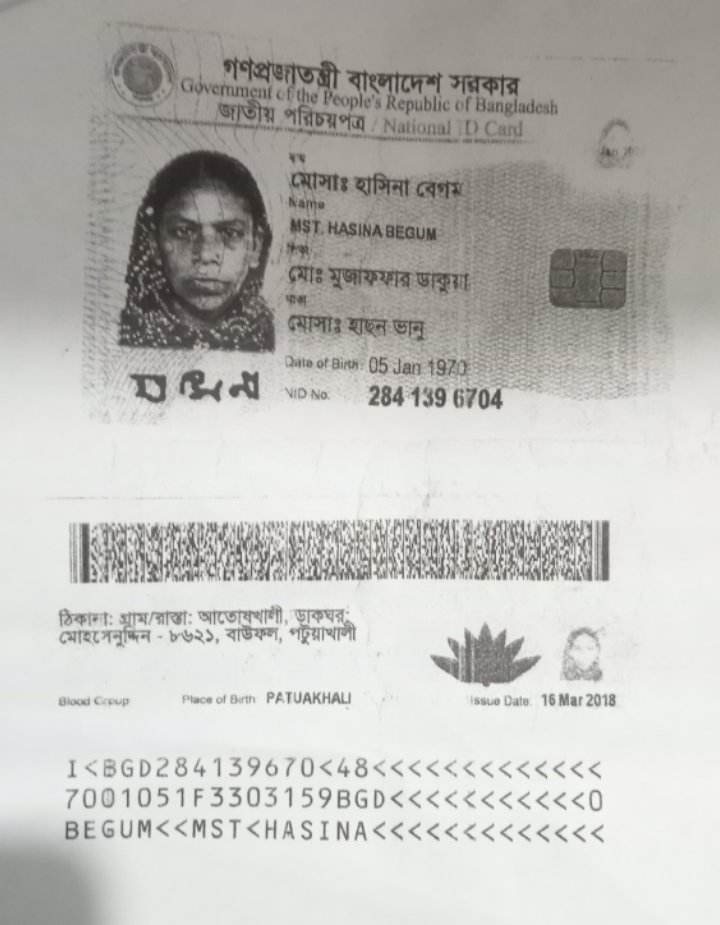 গণপ্রজাতন্ত্রী বাংলাদেশ সরকার
Government of the People's Republic of Bangladesh
জাতীয় পরিচয়পত্র / National ID Card
মোসাঃ হাসিনা বেগম
Name
MST. HASINA BEGUM
পিতা
মোঃ মুজাফফার ডাকুয়া
মাতা
মোসাঃ হাছন ভানু
Date of Birth: 05 Jan 1970
NID No. 284 139 6704
ঠিকানা: গ্রাম/রাস্তা: ডাকঘর:
- ৮৬২১, বাউফল, পটুয়াখালী
Blood Group Place of Birth: PATUAKHALI Issue Date: 16 Mar 2018
I<BGD284139670<48<<<<<<<<<<<<<
7001051F3303159BGD<<<<<<<<<<<0
BEGUM<<MST<HASINA<<<<<<<<<<<<<